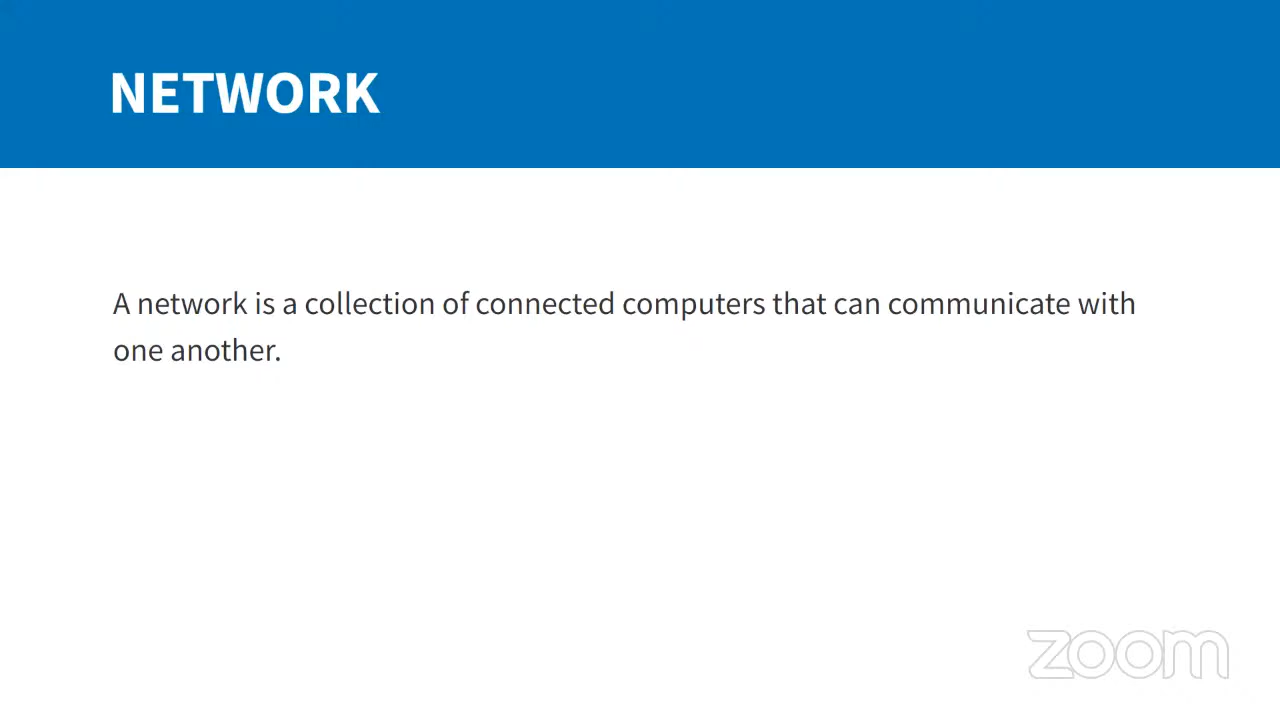 NETWORK
A network is a collection of connected computers that can communicate with
one another.
zoom